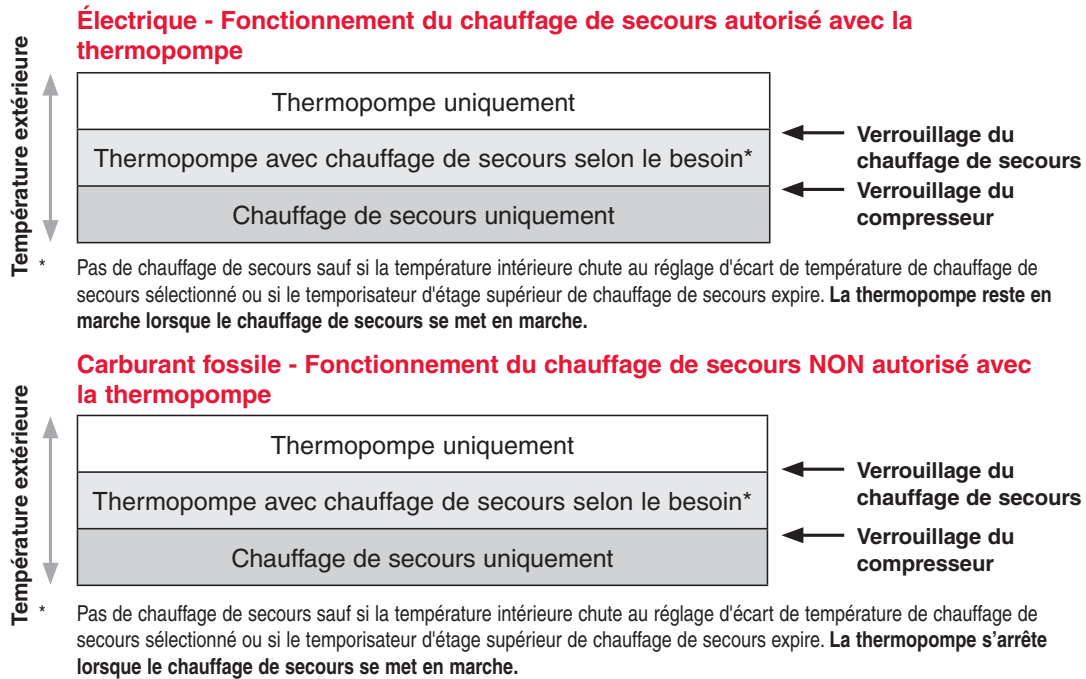 Électrique - Fonctionnement du chauffage de secours autorisé avec la
thermopompe
Température extérieure
Thermopompe uniquement
Thermopompe avec chauffage de secours selon le besoin*
Chauffage de secours uniquement
Verrouillage du
chauffage de secours
Verrouillage du
compresseur
* Pas de chauffage de secours sauf si la température intérieure chute au réglage d'écart de température de chauffage de
secours sélectionné ou si le temporisateur d'étage supérieur de chauffage de secours expire. La thermopompe reste en
marche lorsque le chauffage de secours se met en marche.
Carburant fossile - Fonctionnement du chauffage de secours NON autorisé avec
la thermopompe
Température extérieure
Thermopompe uniquement
Thermopompe avec chauffage de secours selon le besoin*
Chauffage de secours uniquement
Verrouillage du
chauffage de secours
Verrouillage du
compresseur
* Pas de chauffage de secours sauf si la température intérieure chute au réglage d'écart de température de chauffage de
secours sélectionné ou si le temporisateur d'étage supérieur de chauffage de secours expire. La thermopompe s’arrête
lorsque le chauffage de secours se met en marche.